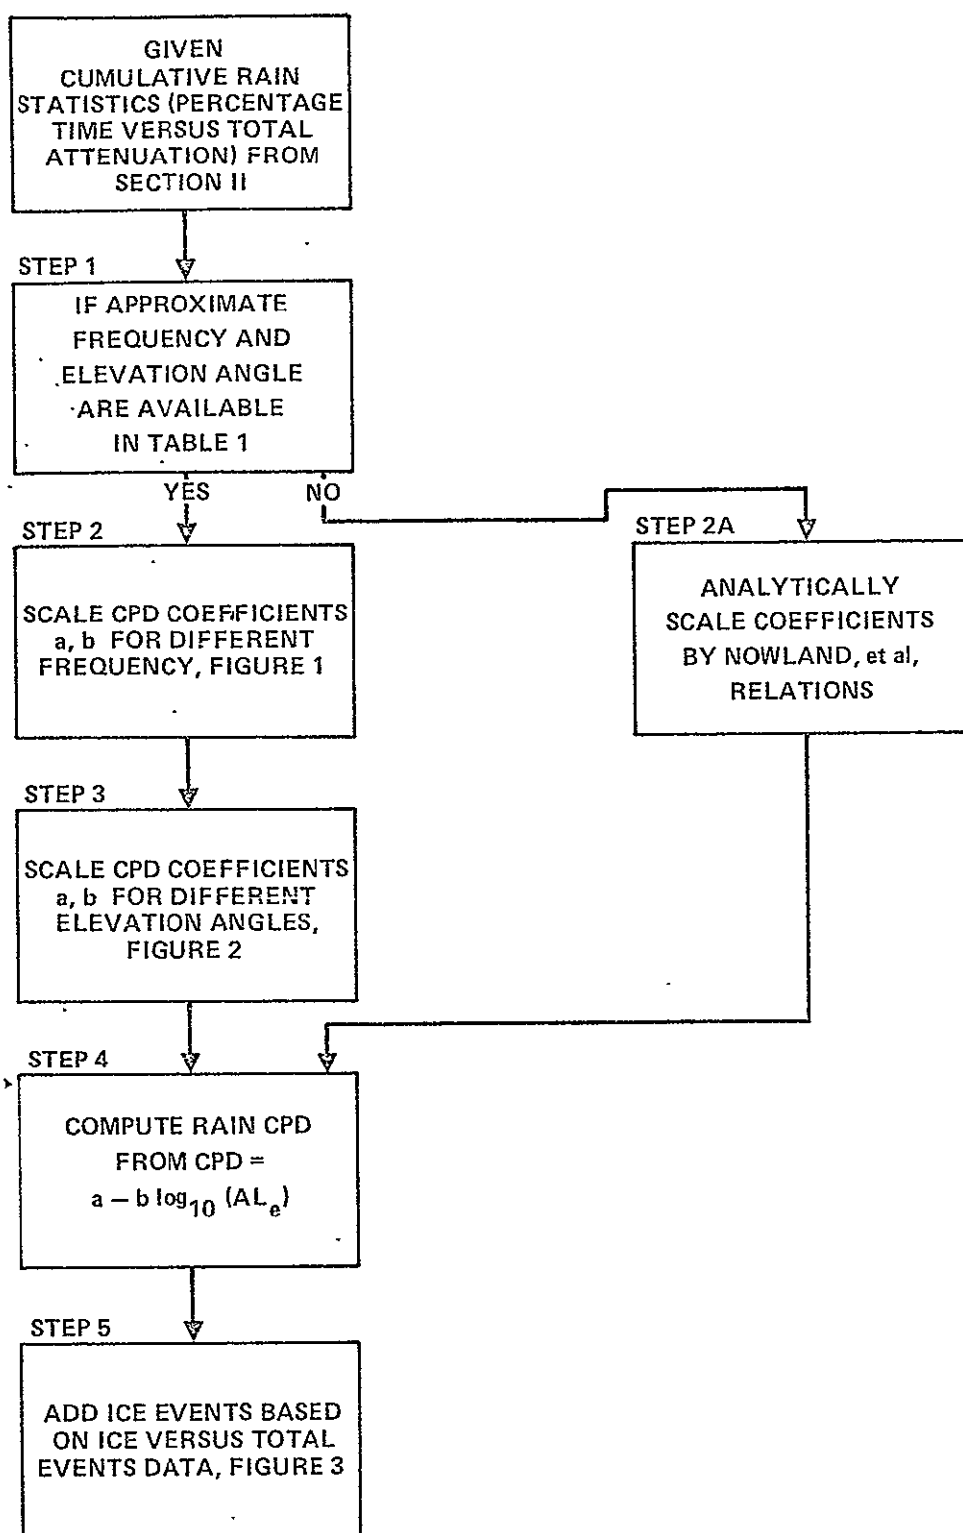 GIVEN
CUMULATIVE RAIN
STATISTICS (PERCENTAGE
TIME VERSUS TOTAL
ATTENUATION) FROM
SECTION II
STEP 1
IF APPROXIMATE
FREQUENCY AND
ELEVATION ANGLE
ARE AVAILABLE
IN TABLE 1
YES
NO
STEP 2
SCALE CPD COEFFICIENTS
a, b FOR DIFFERENT
FREQUENCY, FIGURE 1
STEP 2A
ANALYTICALLY
SCALE COEFFICIENTS
BY NOWLAND, et al,
RELATIONS
STEP 3
SCALE CPD COEFFICIENTS
a, b FOR DIFFERENT
ELEVATION ANGLES,
FIGURE 2
STEP 4
COMPUTE RAIN CPD
FROM CPD =
a – b log₁₀ (ALₑ)
STEP 5
ADD ICE EVENTS BASED
ON ICE VERSUS TOTAL
EVENTS DATA, FIGURE 3